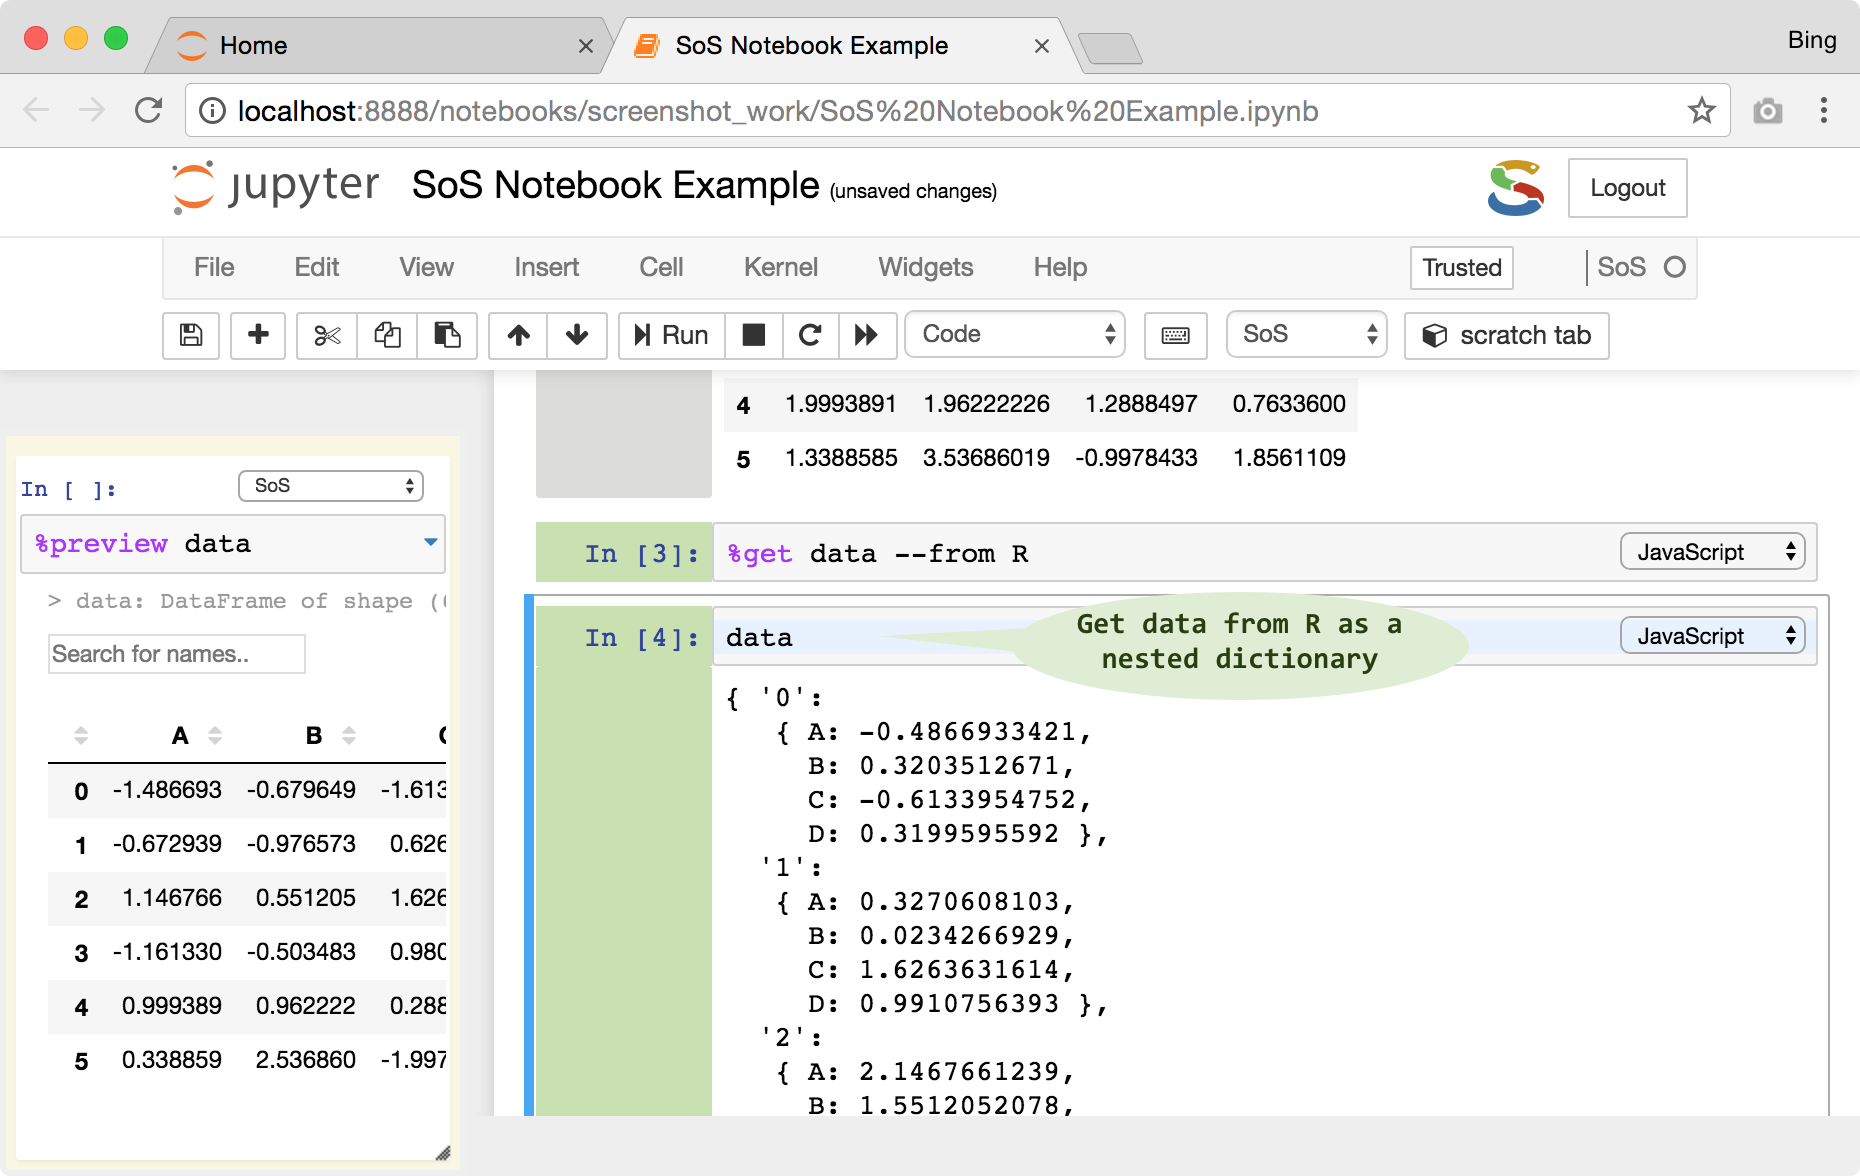 Home
SoS Notebook Example
Bing
localhost:8888/notebooks/screenshot_work/SoS%20Notebook%20Example.ipynb
jupyter SoS Notebook Example (unsaved changes)
Logout
File Edit View Insert Cell Kernel Widgets Help Trusted SoS
Run Code SoS scratch tab
In [ ]: SoS
%preview data
> data: DataFrame of shape (
Search for names..
A B
0 -1.486693 -0.679649 -1.613
1 -0.672939 -0.976573 0.626
2 1.146766 0.551205 1.626
3 -1.161330 -0.503483 0.980
4 0.999389 0.962222 0.288
5 0.338859 2.536860 -1.997
4 1.9993891 1.96222226 1.2888497 0.7633600
5 1.3388585 3.53686019 -0.9978433 1.8561109
In [3]: %get data --from R JavaScript
In [4]: data JavaScript
Get data from R as a
nested dictionary
{ '0':
{ A: -0.4866933421,
B: 0.3203512671,
C: -0.6133954752,
D: 0.3199595592 },
'1':
{ A: 0.3270608103,
B: 0.0234266929,
C: 1.6263631614,
D: 0.9910756393 },
'2':
{ A: 2.1467661239,
B: 1.5512052078,